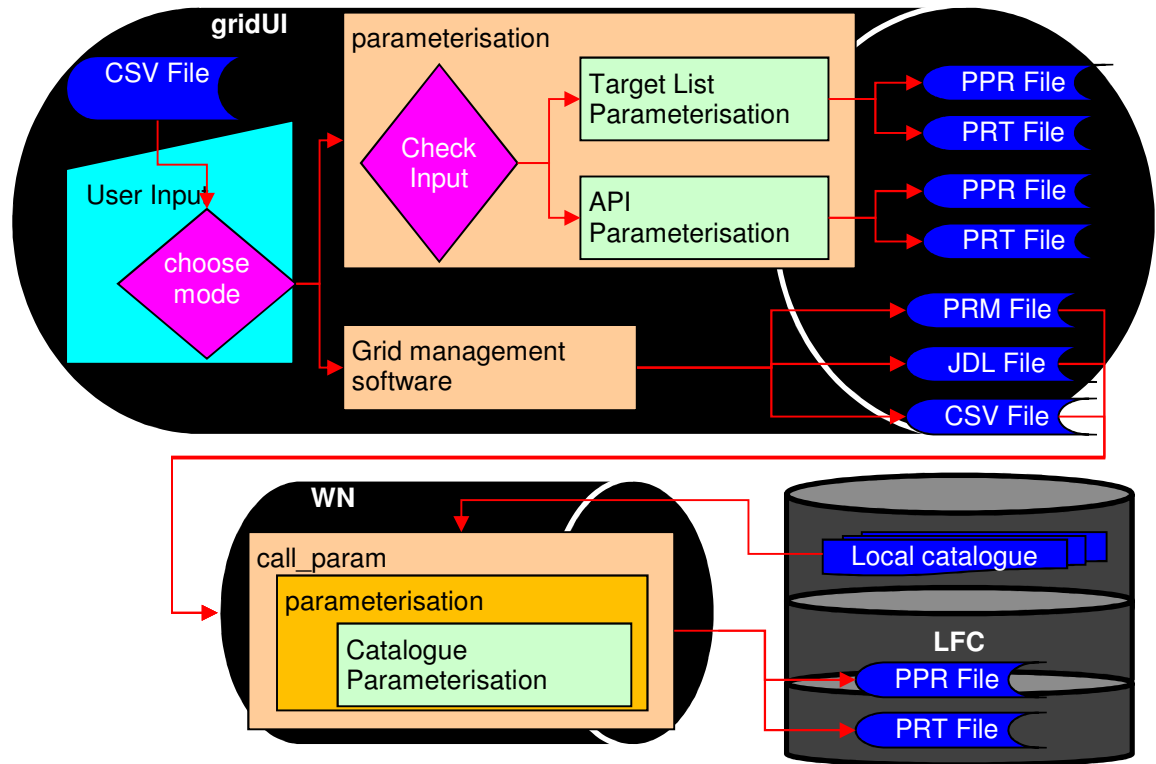 gridUI
CSV File
User Input
choose
mode
parameterisation
Check
Input
Target List
Parameterisation
API
Parameterisation
PPR File
PRT File
PPR File
PRT File
Grid management
software
PRM File
JDL File
CSV File
WN
call_param
parameterisation
Catalogue
Parameterisation
Local catalogue
LFC
PPR File
PRT File